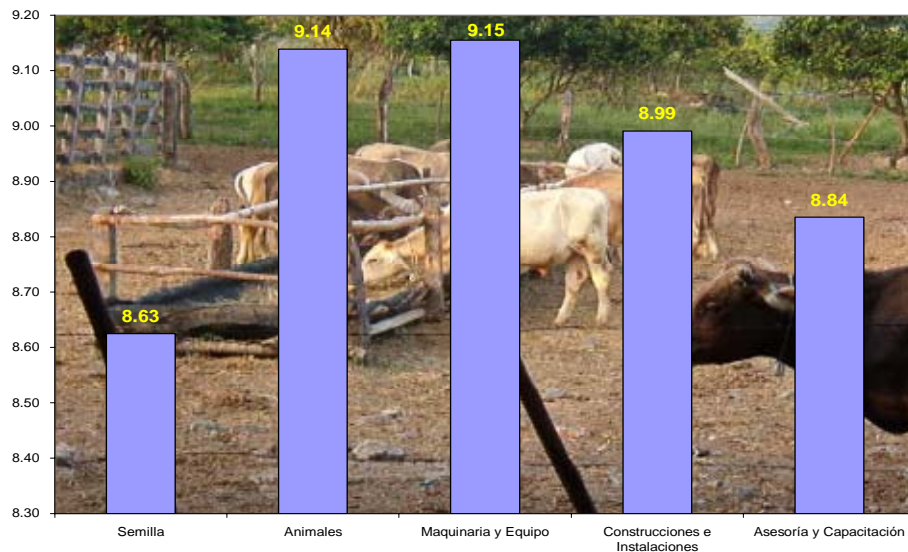 9.20
9.10
9.00
8.90
8.80
8.70
8.60
8.50
8.40
8.30
8.63
9.14
9.15
8.99
8.84
Semilla
Animales
Maquinaria y Equipo
Construcciones e
Instalaciones
Asesoría y Capacitación